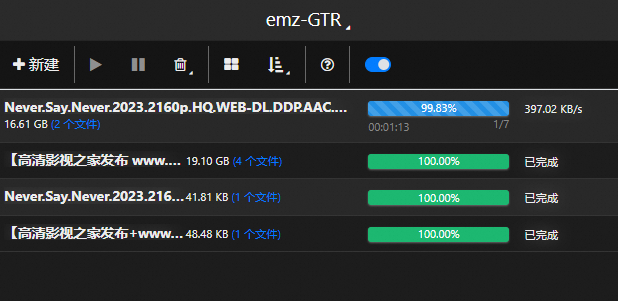 emz-GTR
新建
Never.Say.Never.2023.2160p.HQ.WEB-DL.DDP.AAC.... 99.83% 397.02 KB/s
16.61 GB (2 个文件) 00:01:13 1/7
【高清影视之家发布 www.... 19.10 GB (4 个文件) 100.00% 已完成
Never.Say.Never.2023.216... 41.81 KB (1 个文件) 100.00% 已完成
【高清影视之家发布+www... 48.48 KB (1 个文件) 100.00% 已完成